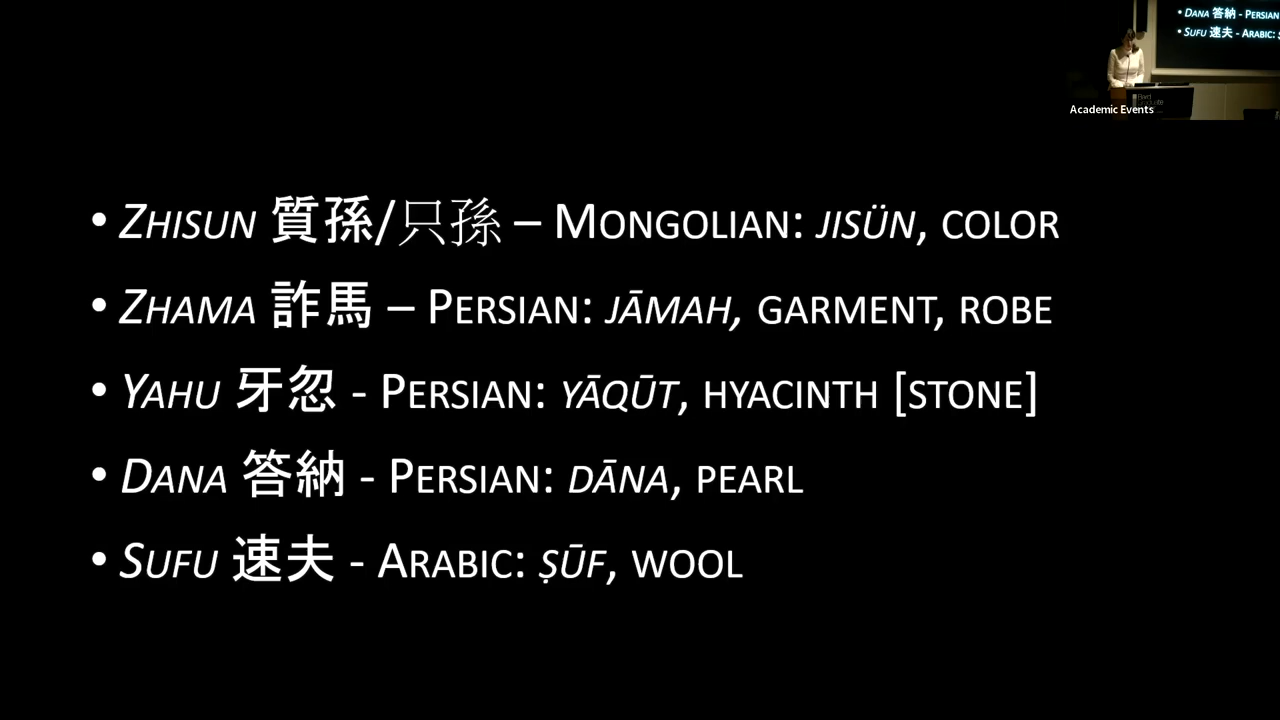 • Dana 答納 - Persian
• Sufu 速夫 - Arabic:
Academic Events
• Zhisun 質孫/只孫 – Mongolian: jisün, color
• Zhama 詐馬 – Persian: jāmah, garment, robe
• Yahu 牙忽 - Persian: yāqūt, hyacinth [stone]
• Dana 答納 - Persian: dāna, pearl
• Sufu 速夫 - Arabic: ṣūf, wool